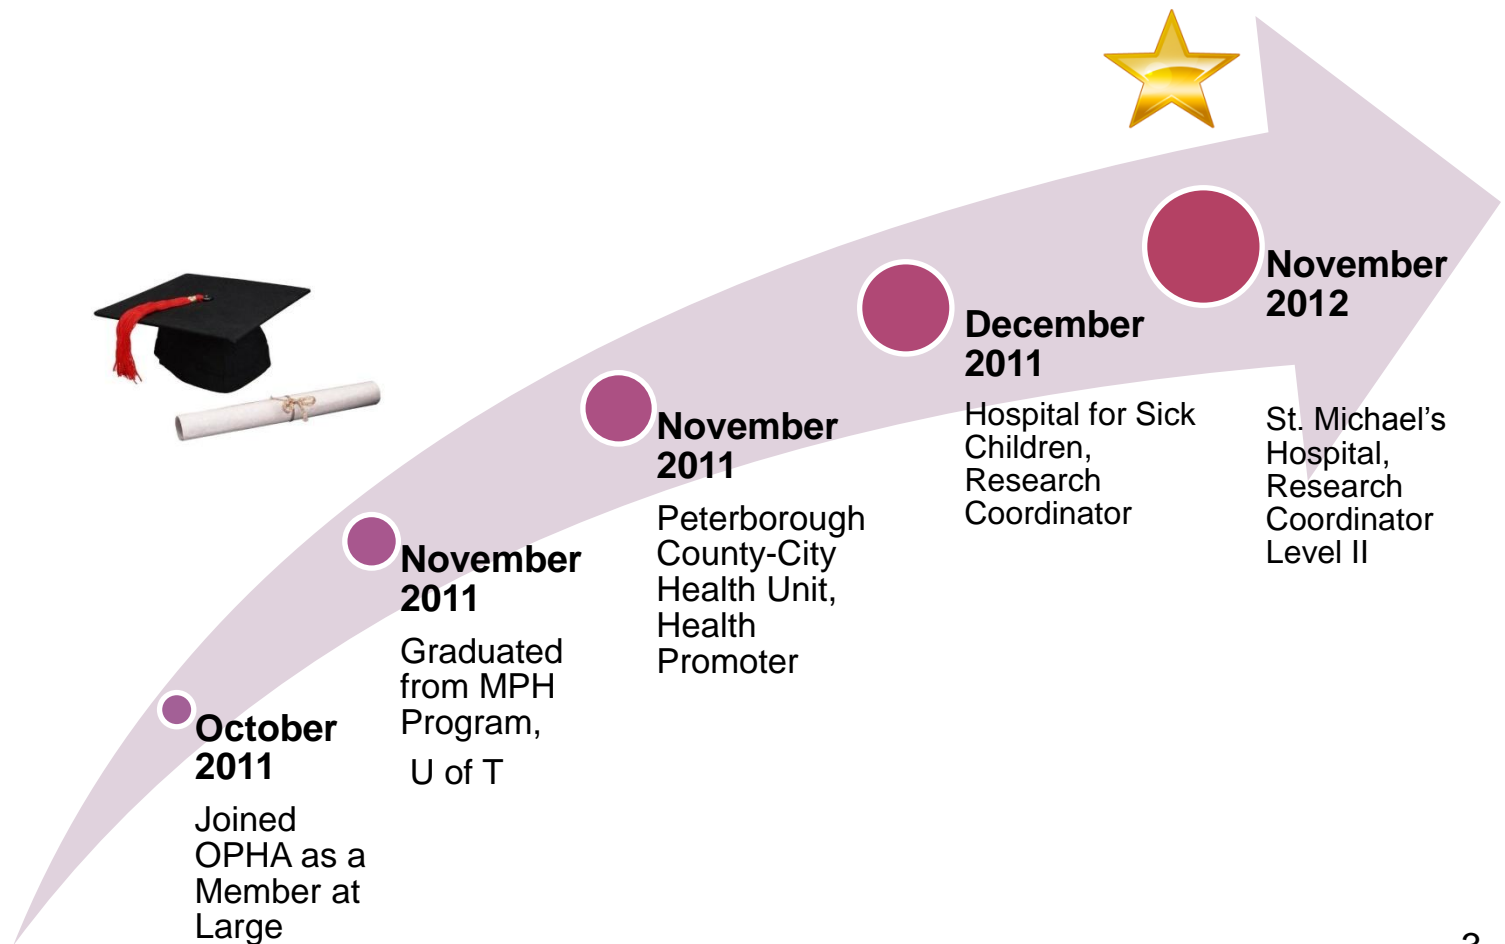 October
2011
Joined
OPHA as a
Member at
Large
November
2011
Graduated
from MPH
Program,
U of T
November
2011
Peterborough
County-City
Health Unit,
Health
Promoter
December
2011
Hospital for Sick
Children,
Research
Coordinator
November
2012
St. Michael’s
Hospital,
Research
Coordinator
Level II